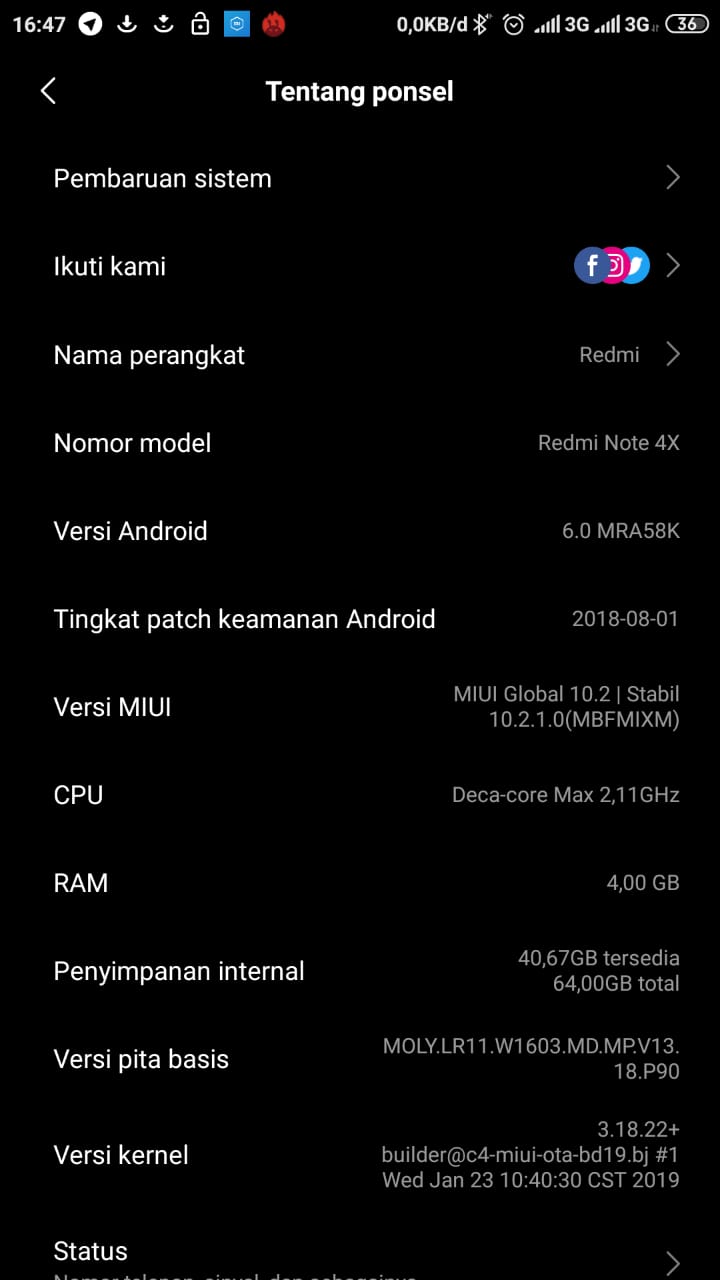 16:47 0,0KB/d 3G 3G 36
Tentang ponsel
Pembaruan sistem
Ikuti kami
Nama perangkat Redmi
Nomor model Redmi Note 4X
Versi Android 6.0 MRA58K
Tingkat patch keamanan Android 2018-08-01
Versi MIUI
MIUI Global 10.2 | Stabil
10.2.1.0(MBFMIXM)
CPU Deca-core Max 2,11GHz
RAM 4,00 GB
Penyimpanan internal
40,67GB tersedia
64,00GB total
Versi pita basis
MOLY.LR11.W1603.MD.MP.V13.
18.P90
Versi kernel
3.18.22+
builder@c4-miui-ota-bd19.bj #1
Wed Jan 23 10:40:30 CST 2019
Status